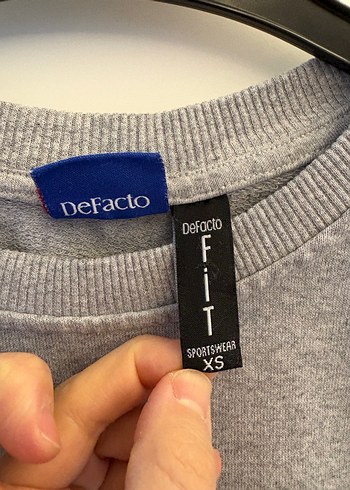 DeFacto
DeFacto
FiT
SPORTSWEAR
XS